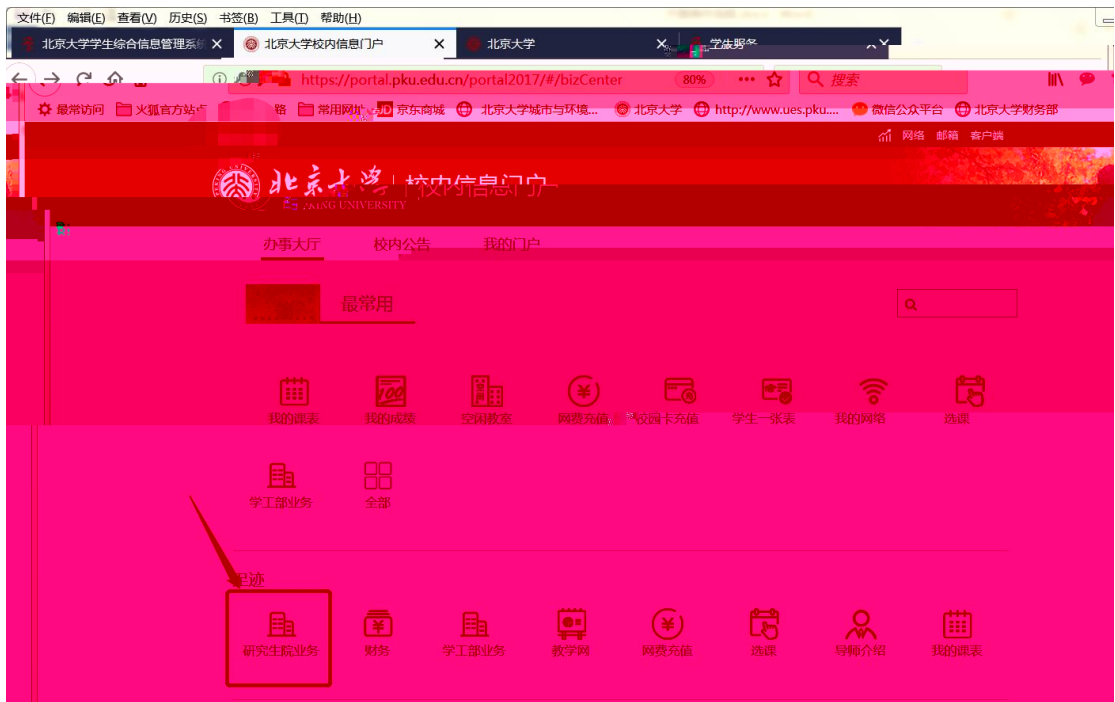 文件(F) 编辑(E) 查看(V) 历史(S) 书签(B) 工具(T) 帮助(H)
北京大学学生综合信息管理系统 × 北京大学校内信息门户 × 北京大学 ×
https://portal.pku.edu.cn/portal2017/#/bizCenter 80% ••• 搜索
最常访问 火狐官方站点 常用网址 JD 京东商城 北京大学城市与环境... 北京大学 http://www.ues.pku.... 微信公众平台 北京大学财务部
网络 邮箱 客户端
北京大学 校内信息门户
UNIVERSITY
办事大厅 校内公告 我的门户
最常用
我的课表 我的成绩 空闲教室 网费充值 校园卡充值 学生一张表 我的网络 选课
学工部业务 全部
足迹
研究生院业务 财务 学工部业务 教学网 网费充值 选课 导师介绍 我的课表